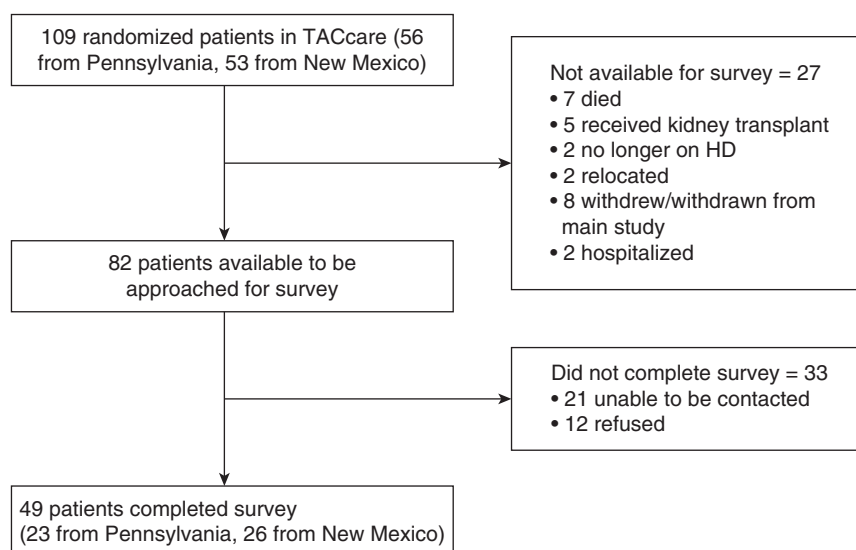 109 randomized patients in TACcare (56
from Pennsylvania, 53 from New Mexico)
Not available for survey = 27
• 7 died
• 5 received kidney transplant
• 2 no longer on HD
• 2 relocated
• 8 withdrew/withdrawn from
main study
• 2 hospitalized
82 patients available to be
approached for survey
Did not complete survey = 33
• 21 unable to be contacted
• 12 refused
49 patients completed survey
(23 from Pennsylvania, 26 from New Mexico)